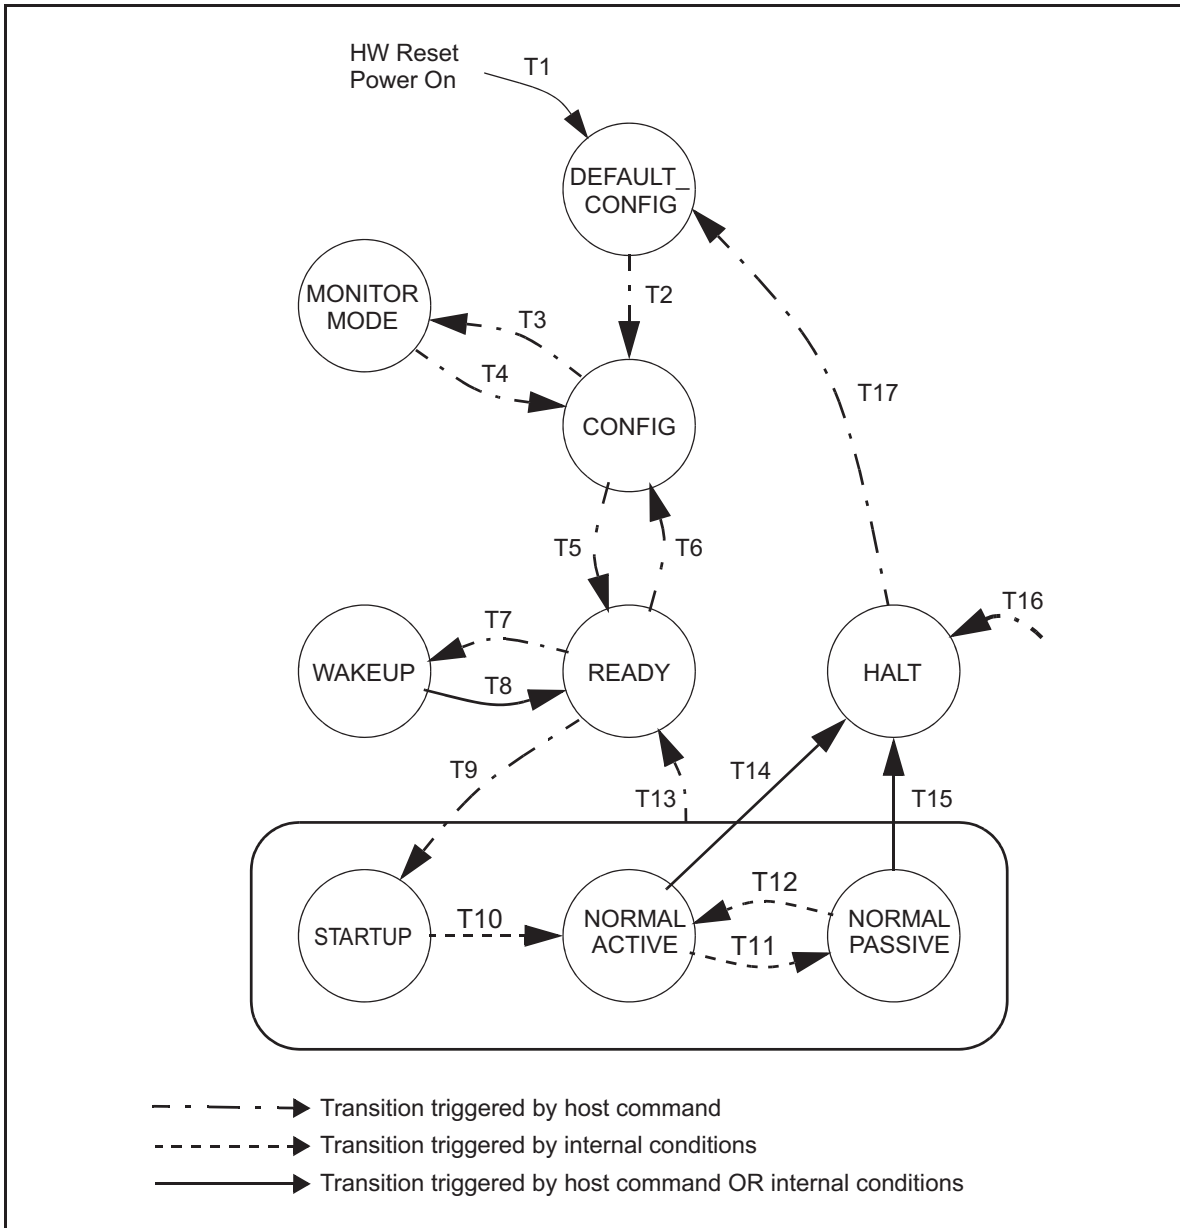 HW Reset
Power On
T1
DEFAULT_
CONFIG
T2
MONITOR
MODE
T3
T4
CONFIG
T17
T5
T6
T16
T7
WAKEUP
T8
READY
HALT
T9
T14
T13
T15
STARTUP
T10
NORMAL
ACTIVE
T12
T11
NORMAL
PASSIVE
Transition triggered by host command
Transition triggered by internal conditions
Transition triggered by host command OR internal conditions